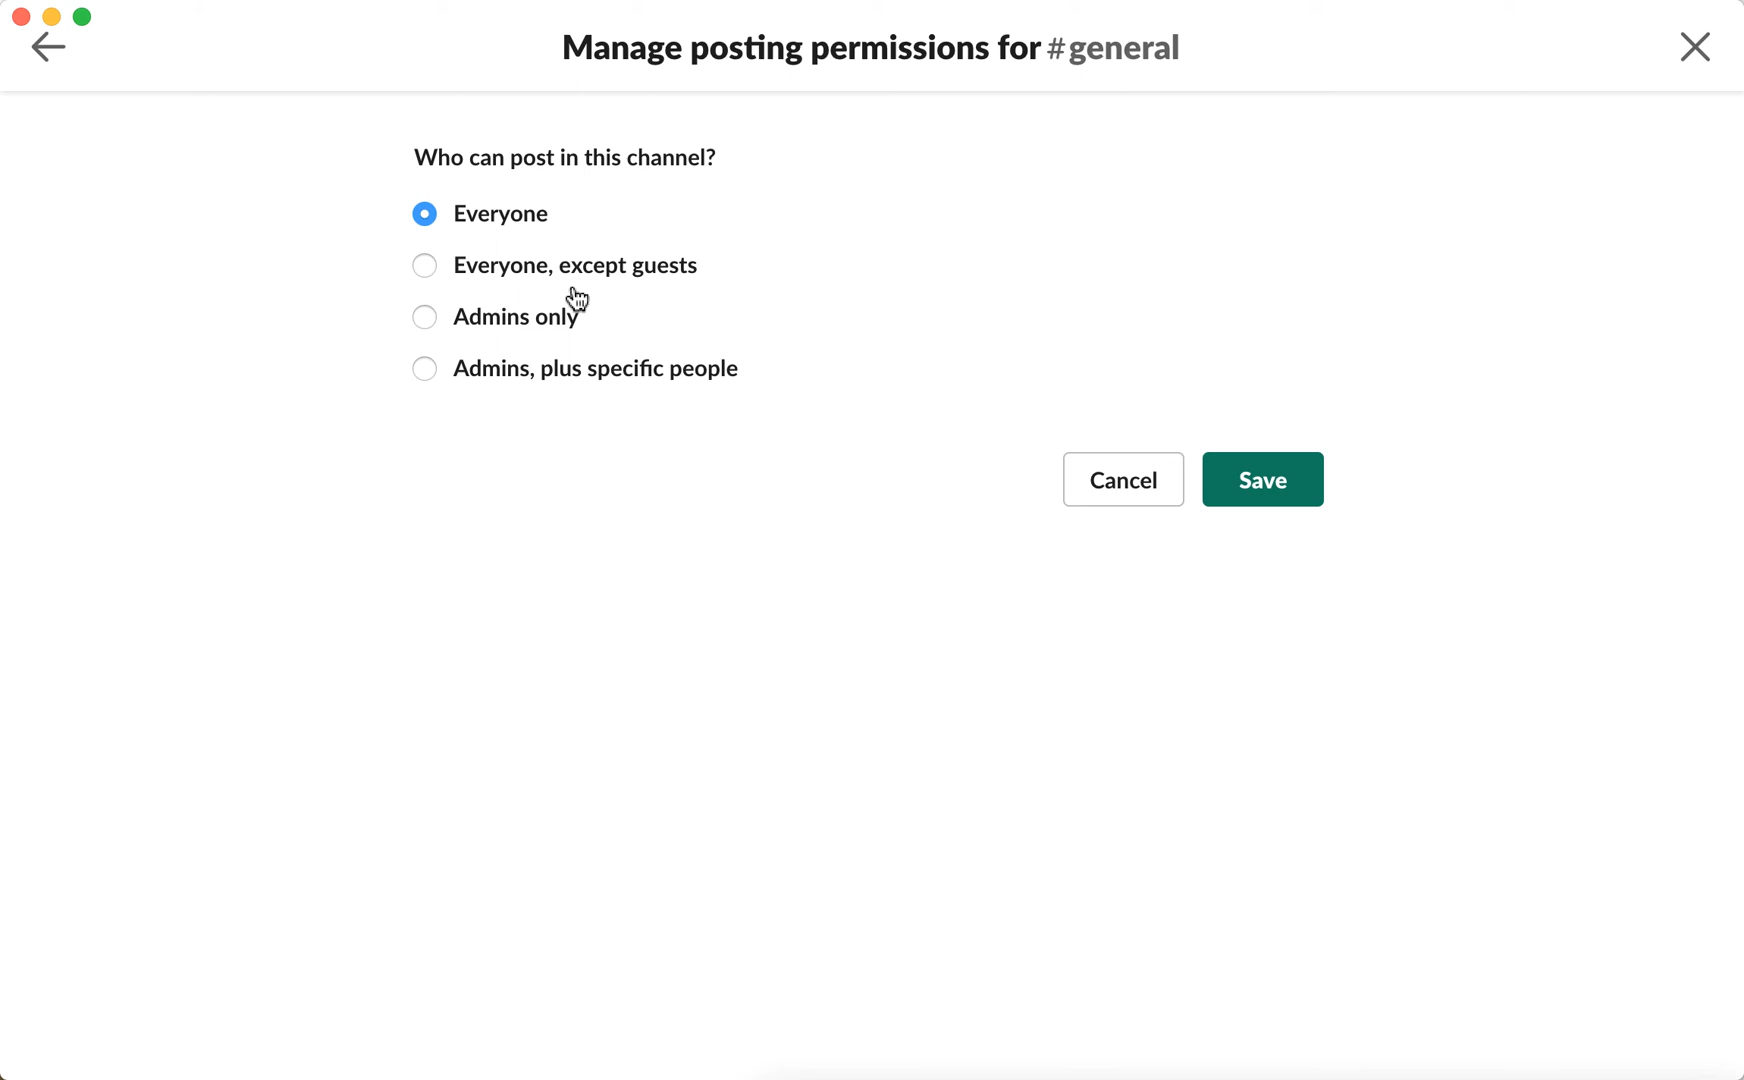 Manage posting permissions for #general
Who can post in this channel?
Everyone
Everyone, except guests
Admins only
Admins, plus specific people
Cancel Save